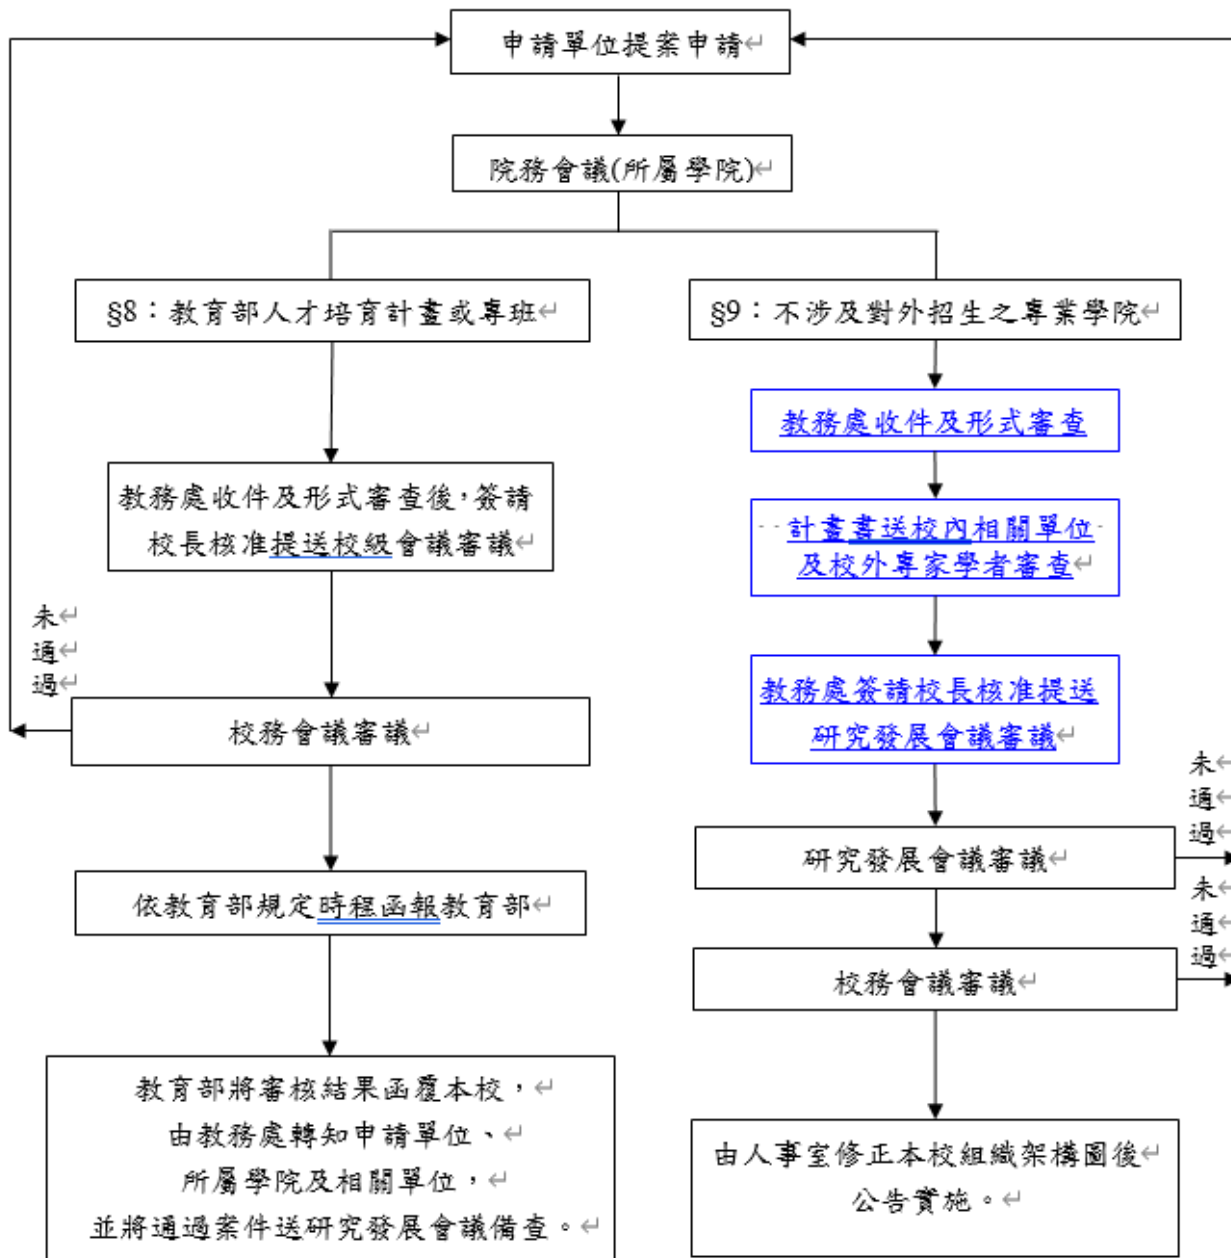 申請單位提案申請
院務會議(所屬學院)
§8：教育部人才培育計畫或專班
教務處收件及形式審查後，簽請
校長核准提送校級會議審議
未
通
過
校務會議審議
依教育部規定時程函報教育部
教育部將審核結果函覆本校，
由教務處轉知申請單位、
所屬學院及相關單位，
並將通過案件送研究發展會議備查。
§9：不涉及對外招生之專業學院
教務處收件及形式審查
計畫書送校內相關單位
及校外專家學者審查
教務處簽請校長核准提送
研究發展會議審議
未
通
過
研究發展會議審議
未
通
過
校務會議審議
由人事室修正本校組織架構圖後
公告實施。